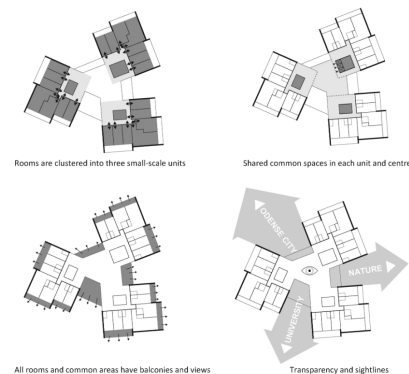 Rooms are clustered into three small-scale units
Shared common spaces in each unit and centre
ODENSE CITY
NATURE
UNIVERSITY
All rooms and common areas have balconies and views
Transparency and sightlines